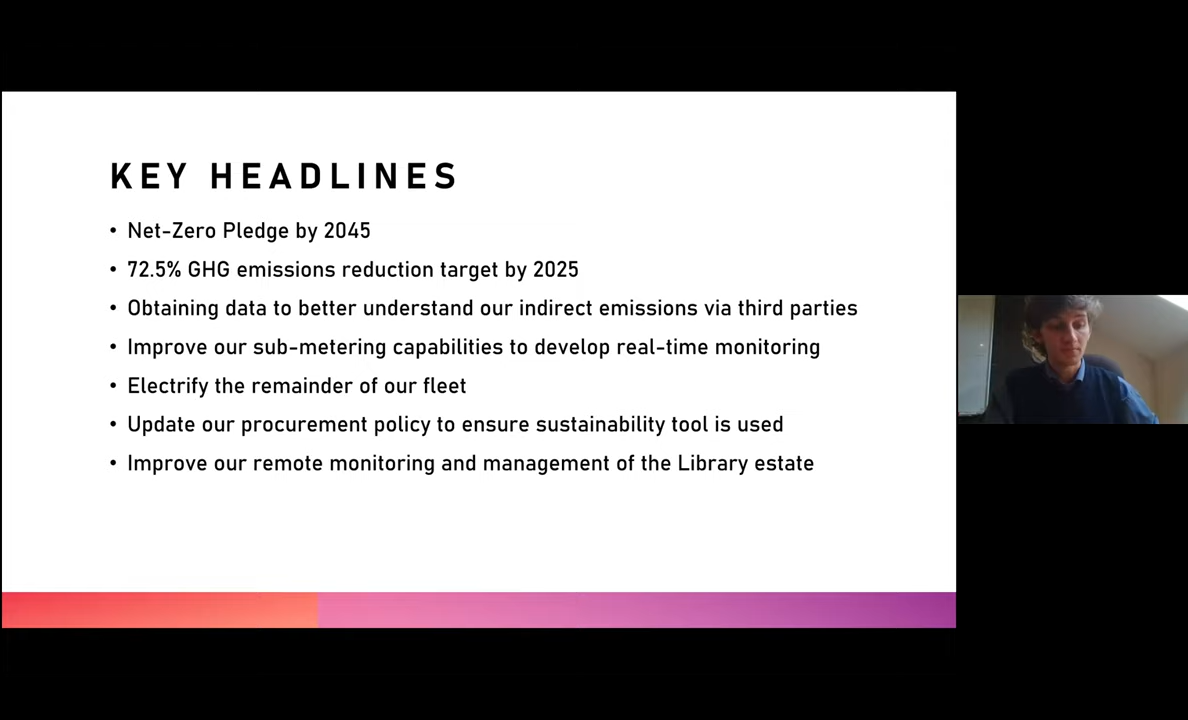 KEY HEADLINES
• Net-Zero Pledge by 2045
• 72.5% GHG emissions reduction target by 2025
• Obtaining data to better understand our indirect emissions via third parties
• Improve our sub-metering capabilities to develop real-time monitoring
• Electrify the remainder of our fleet
• Update our procurement policy to ensure sustainability tool is used
• Improve our remote monitoring and management of the Library estate